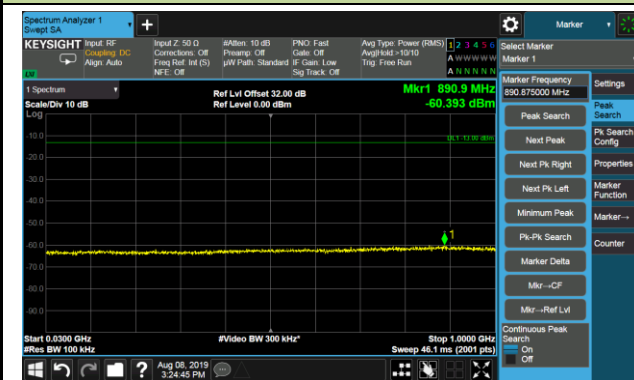 Spectrum Analyzer 1
Swept SA
Marker
KEYSIGHT
Input: RF
Coupling: DC
Align: Auto
Input Z: 50 Ω
Corrections: Off
Freq Ref: Int (S)
NFE: Off
#Atten: 10 dB
Preamp: Off
µW Path: Standard
PNO: Fast
Gate: Off
IF Gain: Low
Sig Track: Off
Avg Type: Power (RMS)
Avg|Hold:>10/10
Trig: Free Run
1 2 3 4 5 6
A W W W W W
A N N N N N
Select Marker
Marker 1
1 Spectrum
Scale/Div 10 dB
Log
Ref Lvl Offset 32.00 dB
Ref Level 0.00 dBm
Mkr1 890.9 MHz
-60.393 dBm
DL1 -13.00 dBm
-10.0
-20.0
-30.0
-40.0
-50.0
-60.0
-70.0
-80.0
-90.0
1
Start 0.0300 GHz
#Res BW 100 kHz
#Video BW 300 kHz*
Stop 1.0000 GHz
Sweep 46.1 ms (2001 pts)
Marker Frequency
890.875000 MHz
Peak Search
Next Peak
Next Pk Right
Next Pk Left
Minimum Peak
Pk-Pk Search
Marker Delta
Mkr→CF
Mkr→Ref Lvl
Continuous Peak
Search
On
Off
Settings
Peak
Search
Pk Search
Config
Properties
Marker
Function
Marker→
Counter
?
Aug 08, 2019
3:24:45 PM